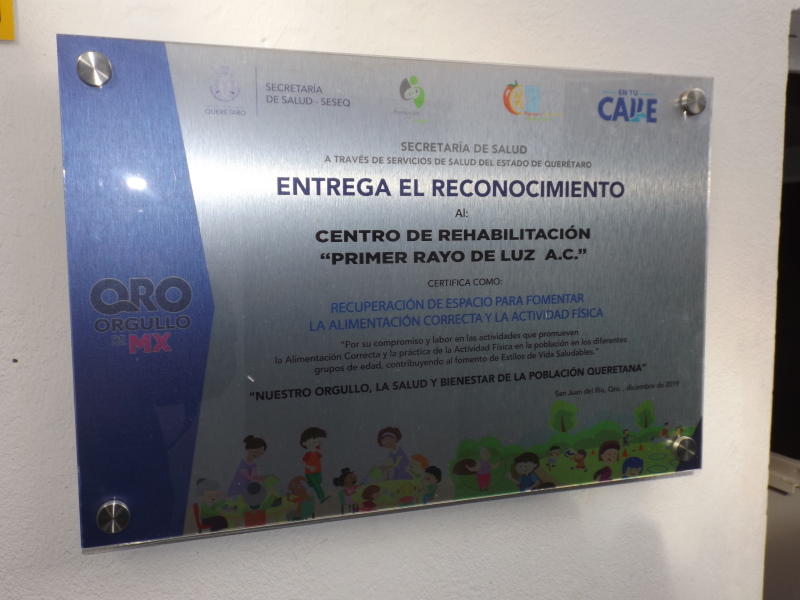 QUERÉTARO
SECRETARÍA
DE SALUD - SESEQ
EN TU
CALLE
SECRETARÍA DE SALUD
A TRAVÉS DE SERVICIOS DE SALUD DEL ESTADO DE QUERÉTARO
ENTREGA EL RECONOCIMIENTO
Al:
CENTRO DE REHABILITACIÓN
“PRIMER RAYO DE LUZ A.C.”
CERTIFICA COMO:
RECUPERACIÓN DE ESPACIO PARA FOMENTAR
LA ALIMENTACIÓN CORRECTA Y LA ACTIVIDAD FÍSICA
“Por su compromiso y labor en las actividades que promueven
la Alimentación Correcta y la práctica de la Actividad Física en la población en los diferentes
grupos de edad, contribuyendo al fomento de Estilos de Vida Saludables.”
“NUESTRO ORGULLO, LA SALUD Y BIENESTAR DE LA POBLACIÓN QUERETANA”
San Juan del Río, Qro., diciembre de 2019
QRO
ORGULLO
DE MX